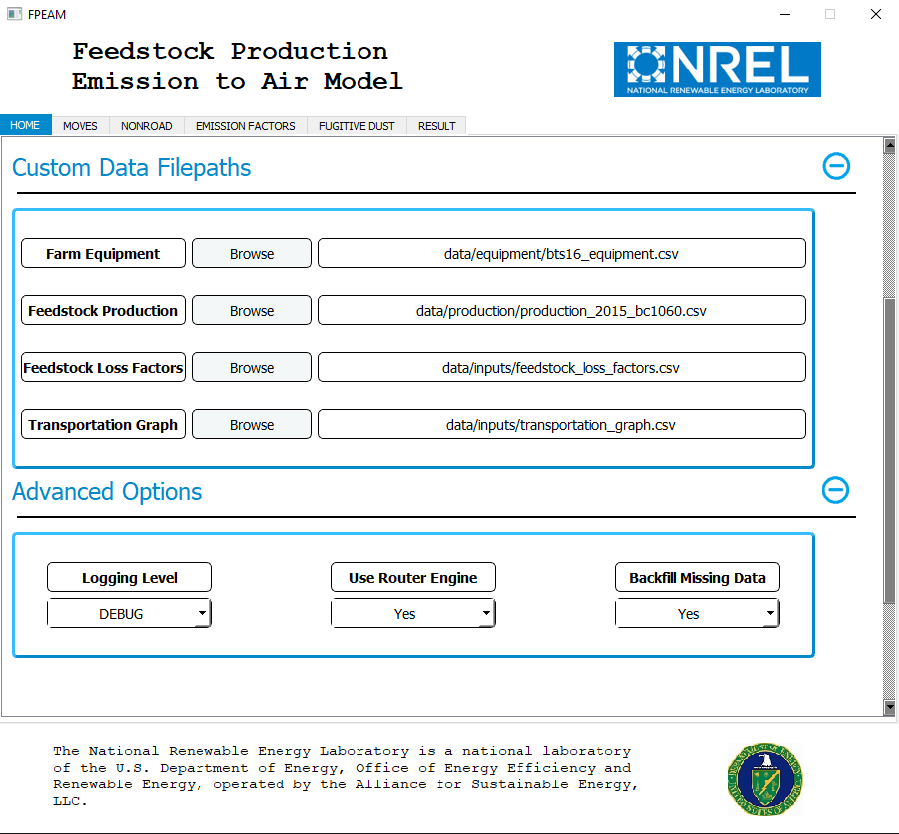 FPEAM
Feedstock Production
Emission to Air Model
NREL
NATIONAL RENEWABLE ENERGY LABORATORY
HOME MOVES NONROAD EMISSION FACTORS FUGITIVE DUST RESULT
Custom Data Filepaths
Farm Equipment Browse data/equipment/bts16_equipment.csv
Feedstock Production Browse data/production/production_2015_bc1060.csv
Feedstock Loss Factors Browse data/inputs/feedstock_loss_factors.csv
Transportation Graph Browse data/inputs/transportation_graph.csv
Advanced Options
Logging Level Use Router Engine Backfill Missing Data
DEBUG Yes Yes
The National Renewable Energy Laboratory is a national laboratory
of the U.S. Department of Energy, Office of Energy Efficiency and
Renewable Energy, operated by the Alliance for Sustainable Energy,
LLC.